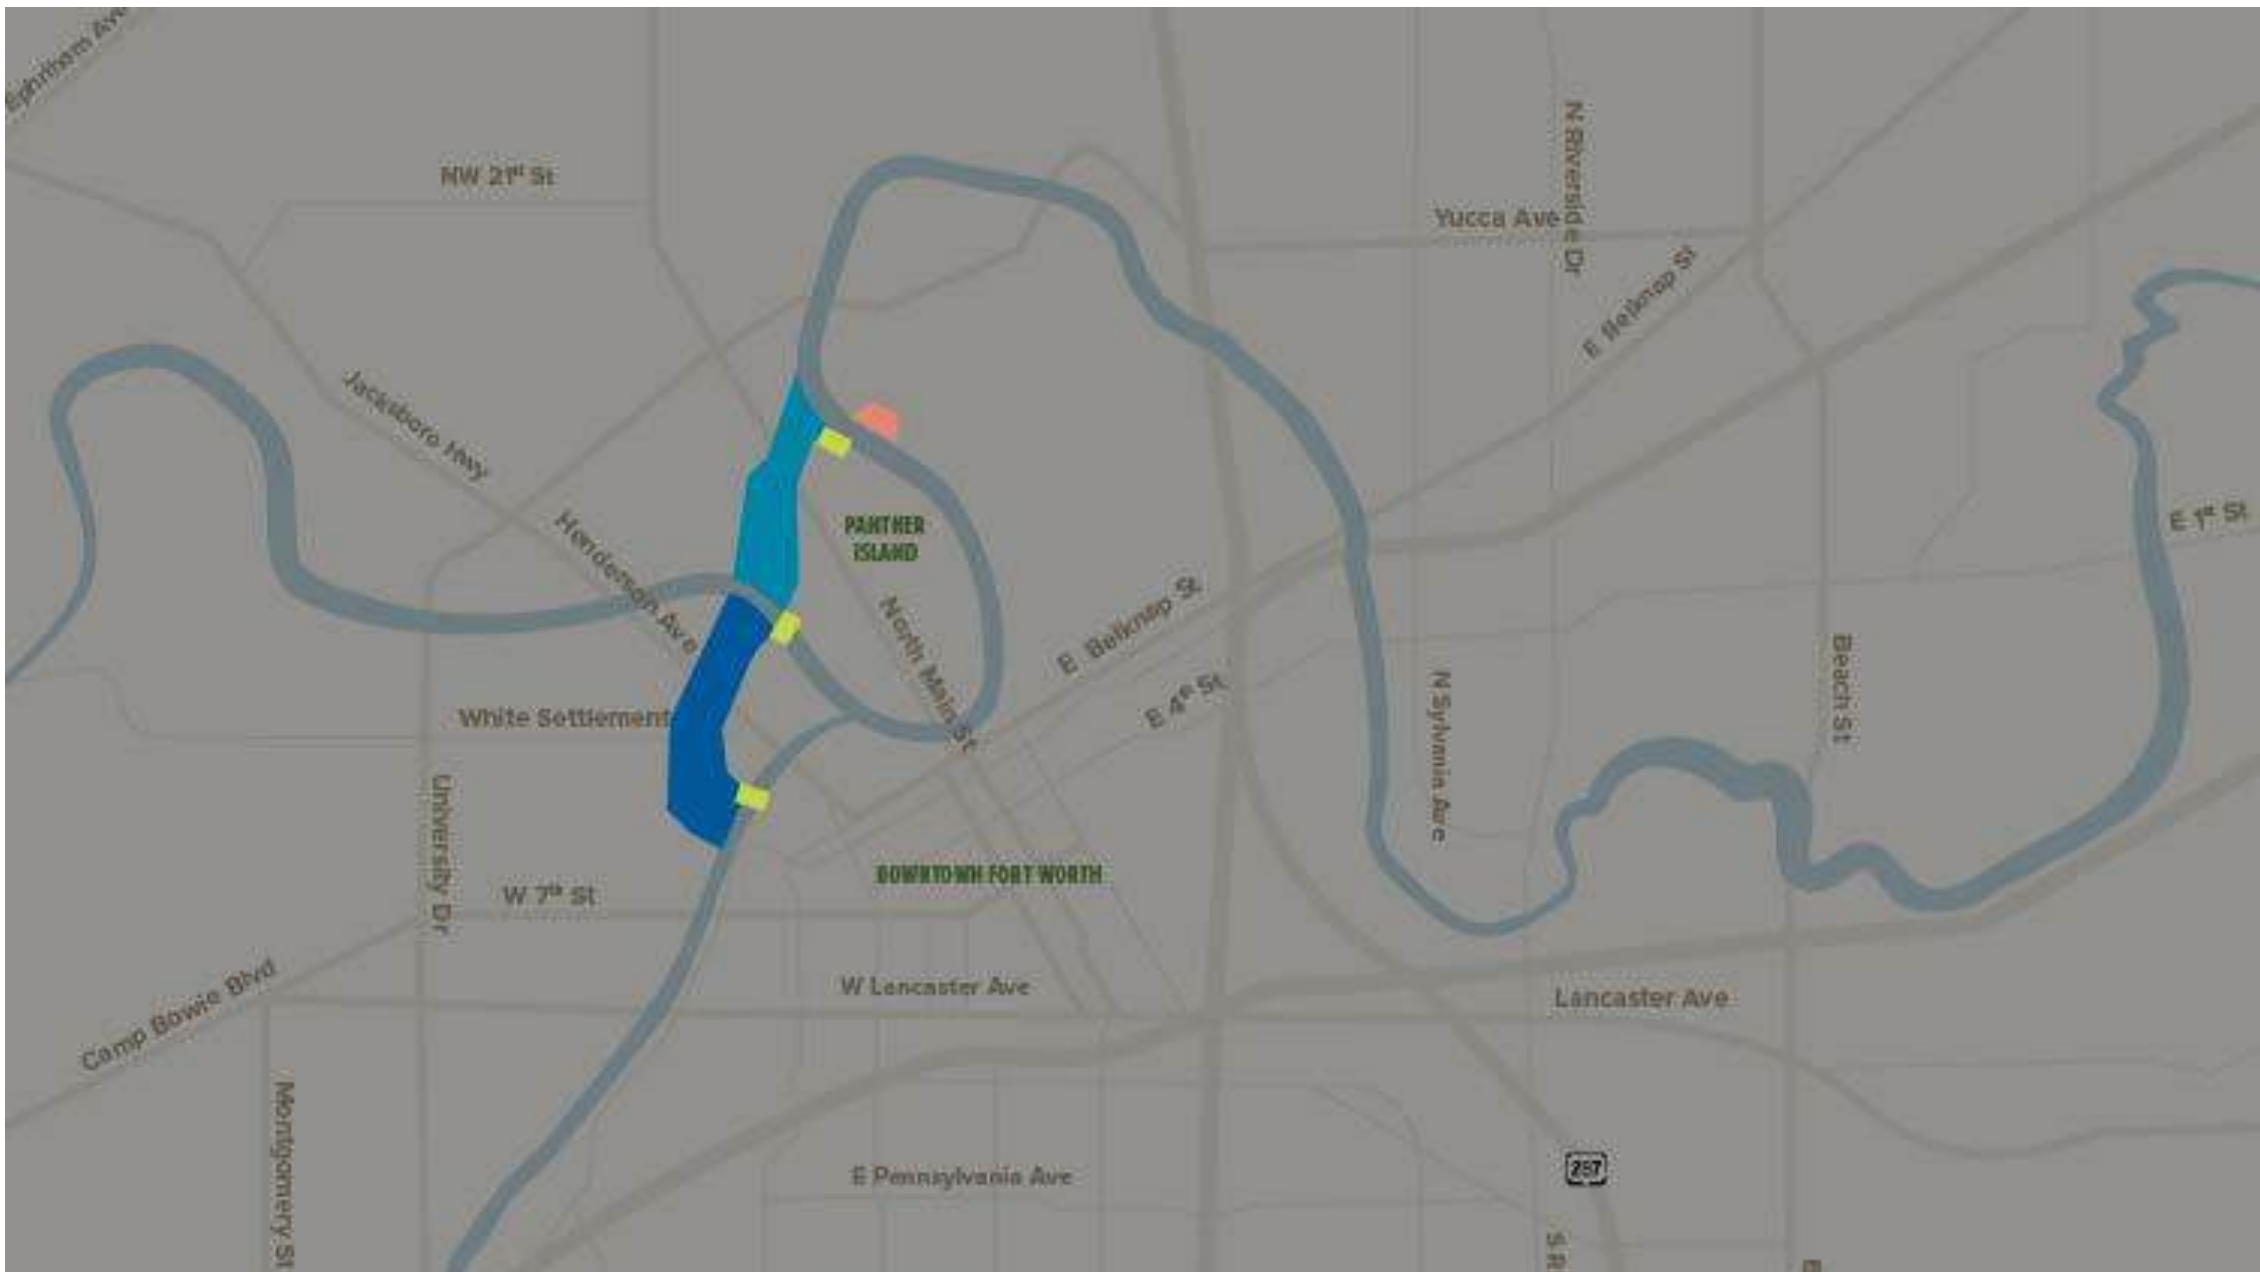 Ephriham Ave
NW 21st St
N Riverside Dr
Yucca Ave
E Belknap St
Jacksboro Hwy
Henderson Ave
PANTHER
ISLAND
E 1st St
North Main St
E Belknap St
E 4th St
White Settlement
N Sylvania Ave
Beach St
University Dr
W 7th St
DOWNTOWN FORT WORTH
Camp Bowie Blvd
W Lancaster Ave
Lancaster Ave
Montgomery St
E Pennsylvania Ave
287
S R